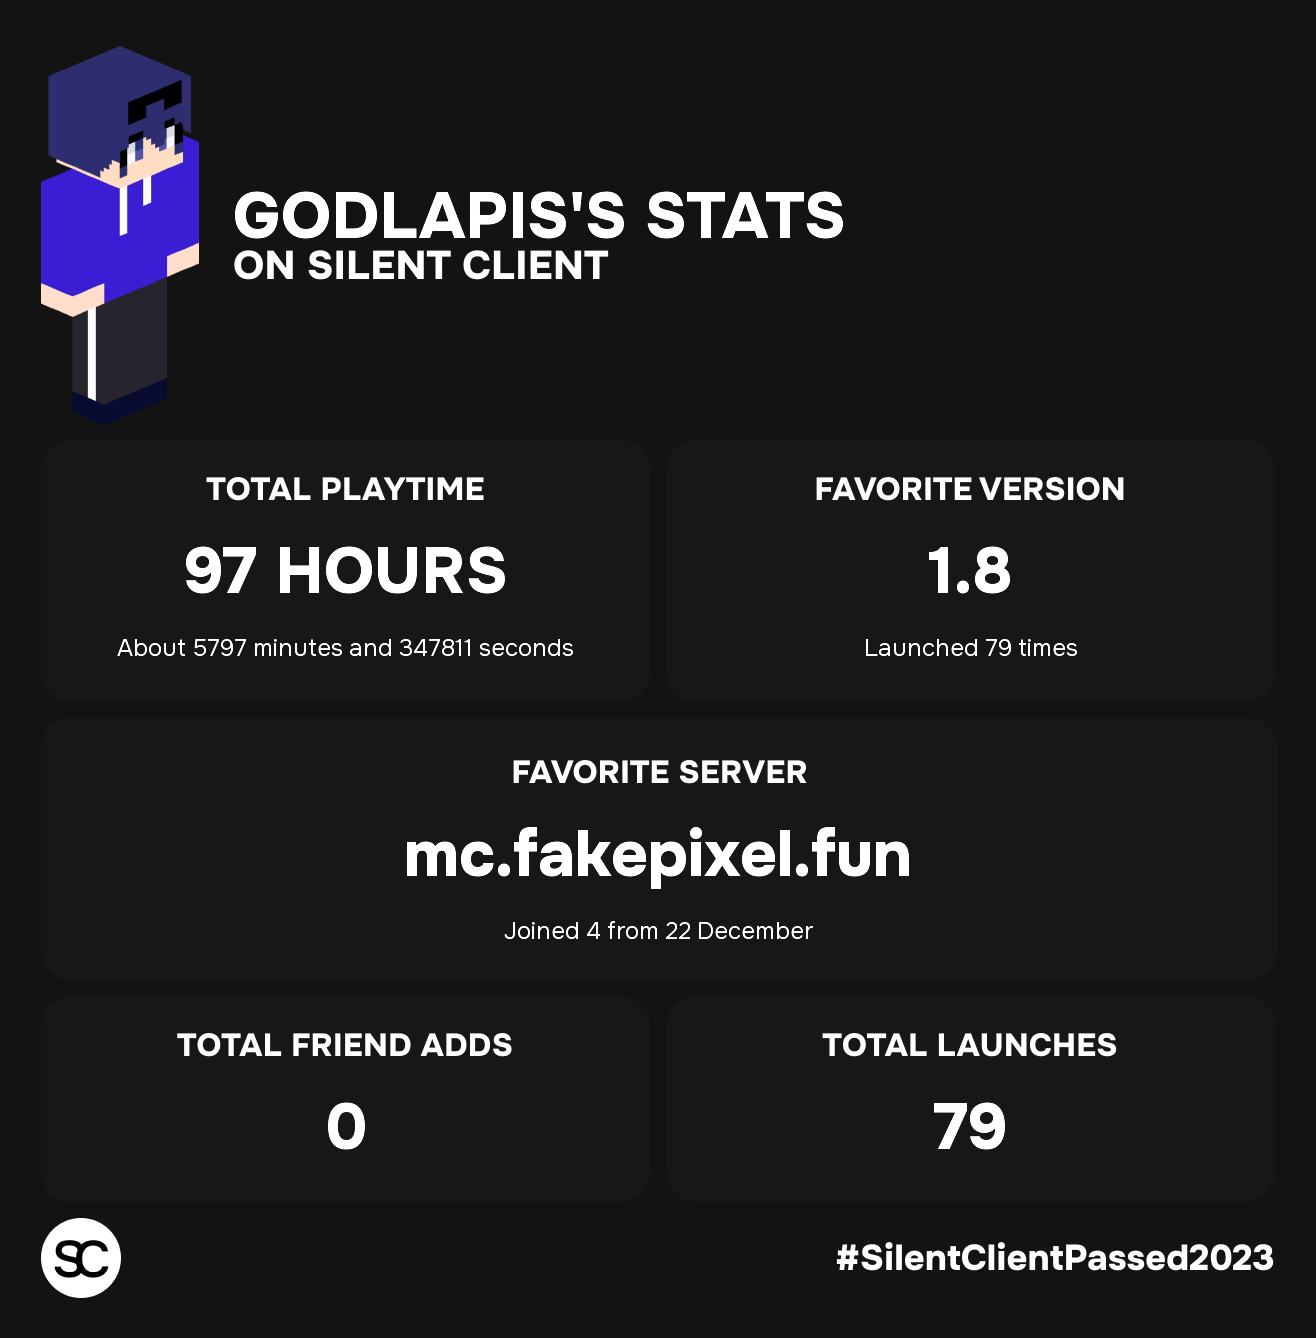 GODLAPIS'S STATS
ON SILENT CLIENT
TOTAL PLAYTIME
97 HOURS
About 5797 minutes and 347811 seconds
FAVORITE VERSION
1.8
Launched 79 times
FAVORITE SERVER
mc.fakepixel.fun
Joined 4 from 22 December
TOTAL FRIEND ADDS
0
TOTAL LAUNCHES
79
SC
#SilentClientPassed2023